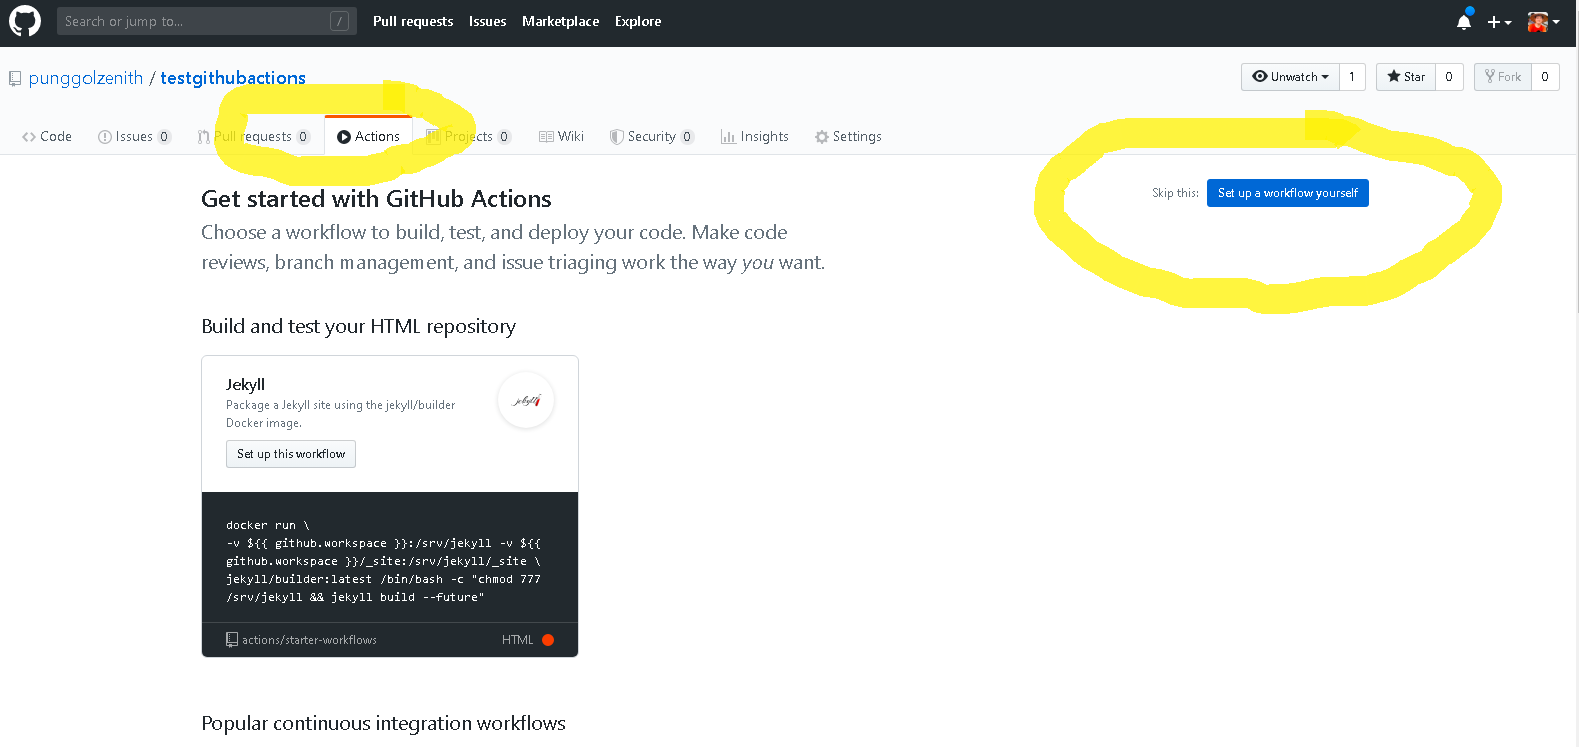 Search or jump to... /
Pull requests Issues Marketplace Explore
punggolzenith / testgithubactions
Unwatch 1 Star 0 Fork 0
Code Issues 0 Pull requests 0 Actions Projects 0 Wiki Security 0 Insights Settings
Get started with GitHub Actions
Skip this: Set up a workflow yourself
Choose a workflow to build, test, and deploy your code. Make code
reviews, branch management, and issue triaging work the way you want.
Build and test your HTML repository
Jekyll
Package a Jekyll site using the jekyll/builder
Docker image.
jekyll
Set up this workflow
docker run \
-v ${{ github.workspace }}:/srv/jekyll -v ${{
github.workspace }}/_site:/srv/jekyll/_site \
jekyll/builder:latest /bin/bash -c "chmod 777
/srv/jekyll && jekyll build --future"
actions/starter-workflows HTML
Popular continuous integration workflows